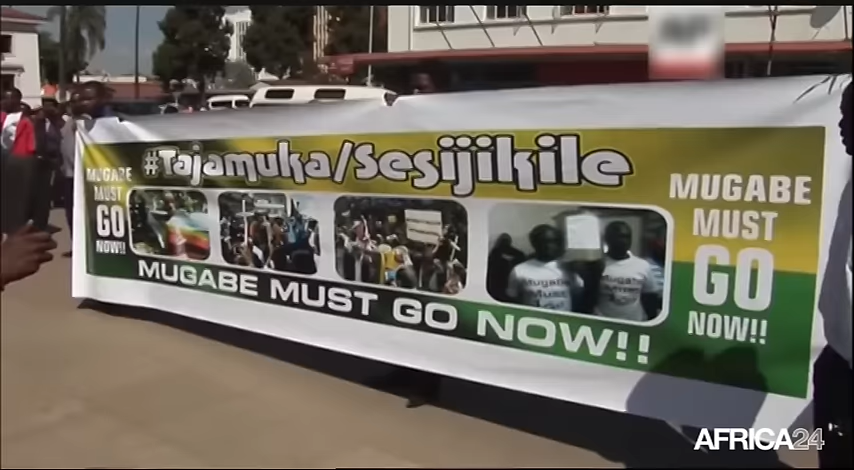 #Tajamuka/Sesijikile
MUGABE
MUST
GO
NOW!!
MUGABE MUST GO NOW!!
MUGABE
MUST
GO
NOW!!
AFRICA24